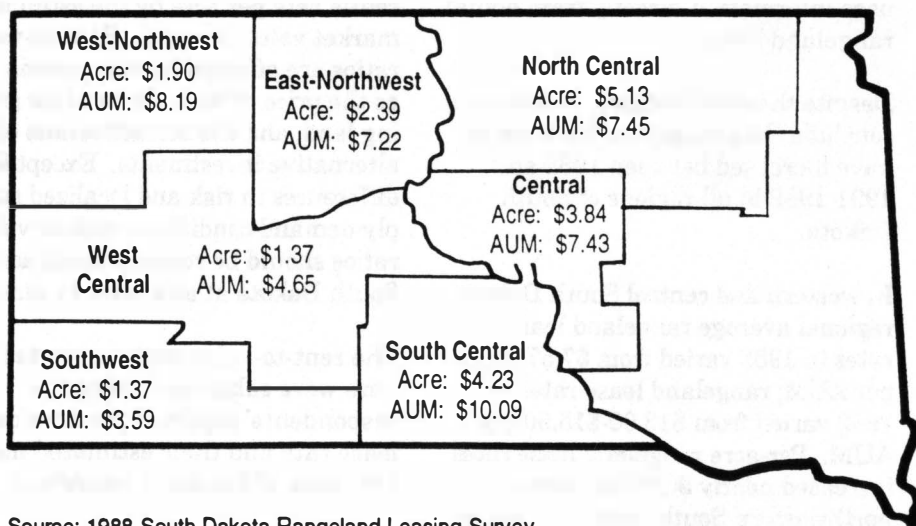 West-Northwest
Acre: $1.90
AUM: $8.19
East-Northwest
Acre: $2.39
AUM: $7.22
North Central
Acre: $5.13
AUM: $7.45
Central
Acre: $3.84
AUM: $7.43
West
Central
Acre: $1.37
AUM: $4.65
Southwest
Acre: $1.37
AUM: $3.59
South Central
Acre: $4.23
AUM: $10.09
Source: 1988 South Dakota Rangeland Leasing Survey